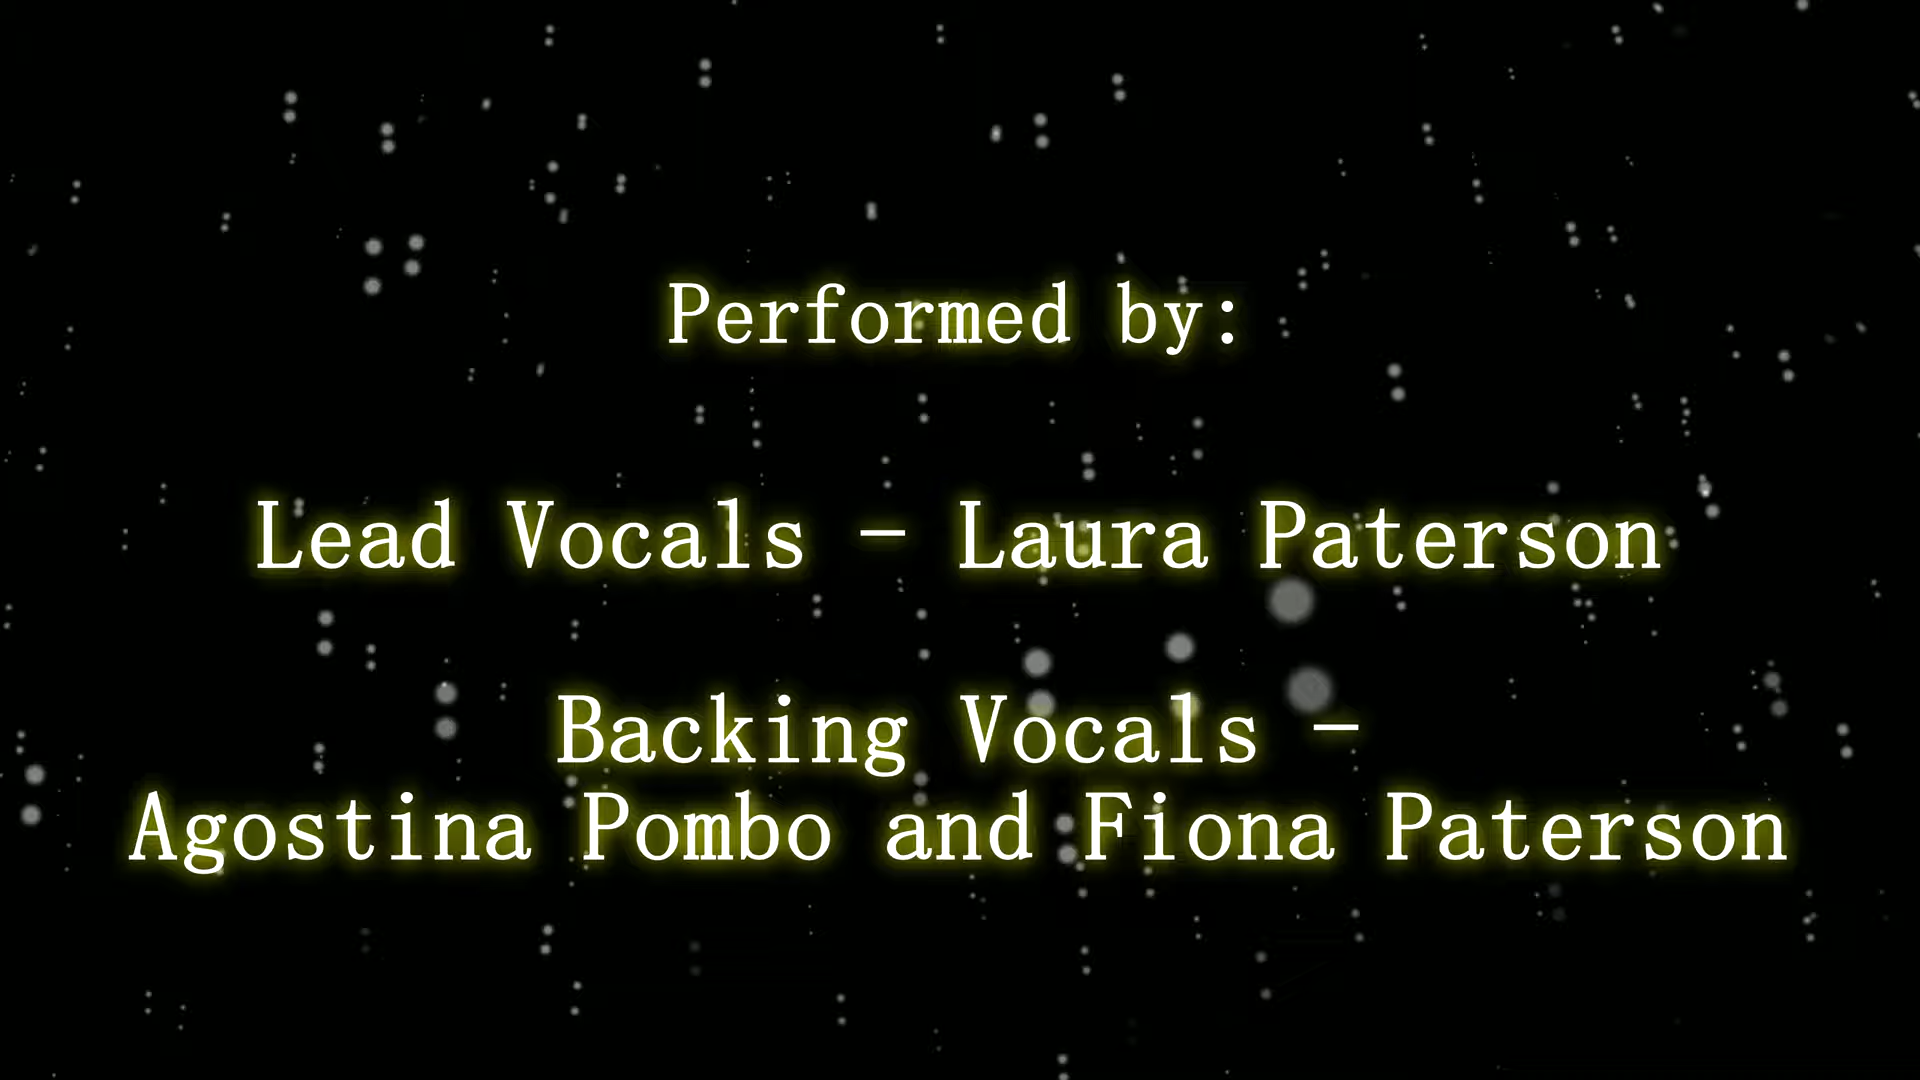 Performed by:
Lead Vocals - Laura Paterson
Backing Vocals -
Agostina Pombo and Fiona Paterson